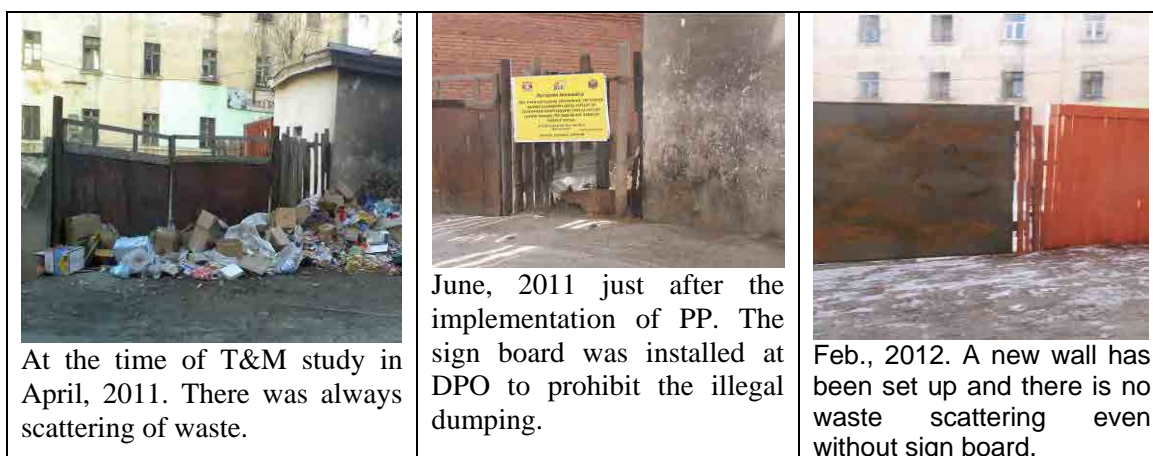 At the time of T&M study in
April, 2011. There was always
scattering of waste.
June, 2011 just after the
implementation of PP. The
sign board was installed at
DPO to prohibit the illegal
dumping.
Feb., 2012. A new wall has
been set up and there is no
waste scattering even
without sign board.